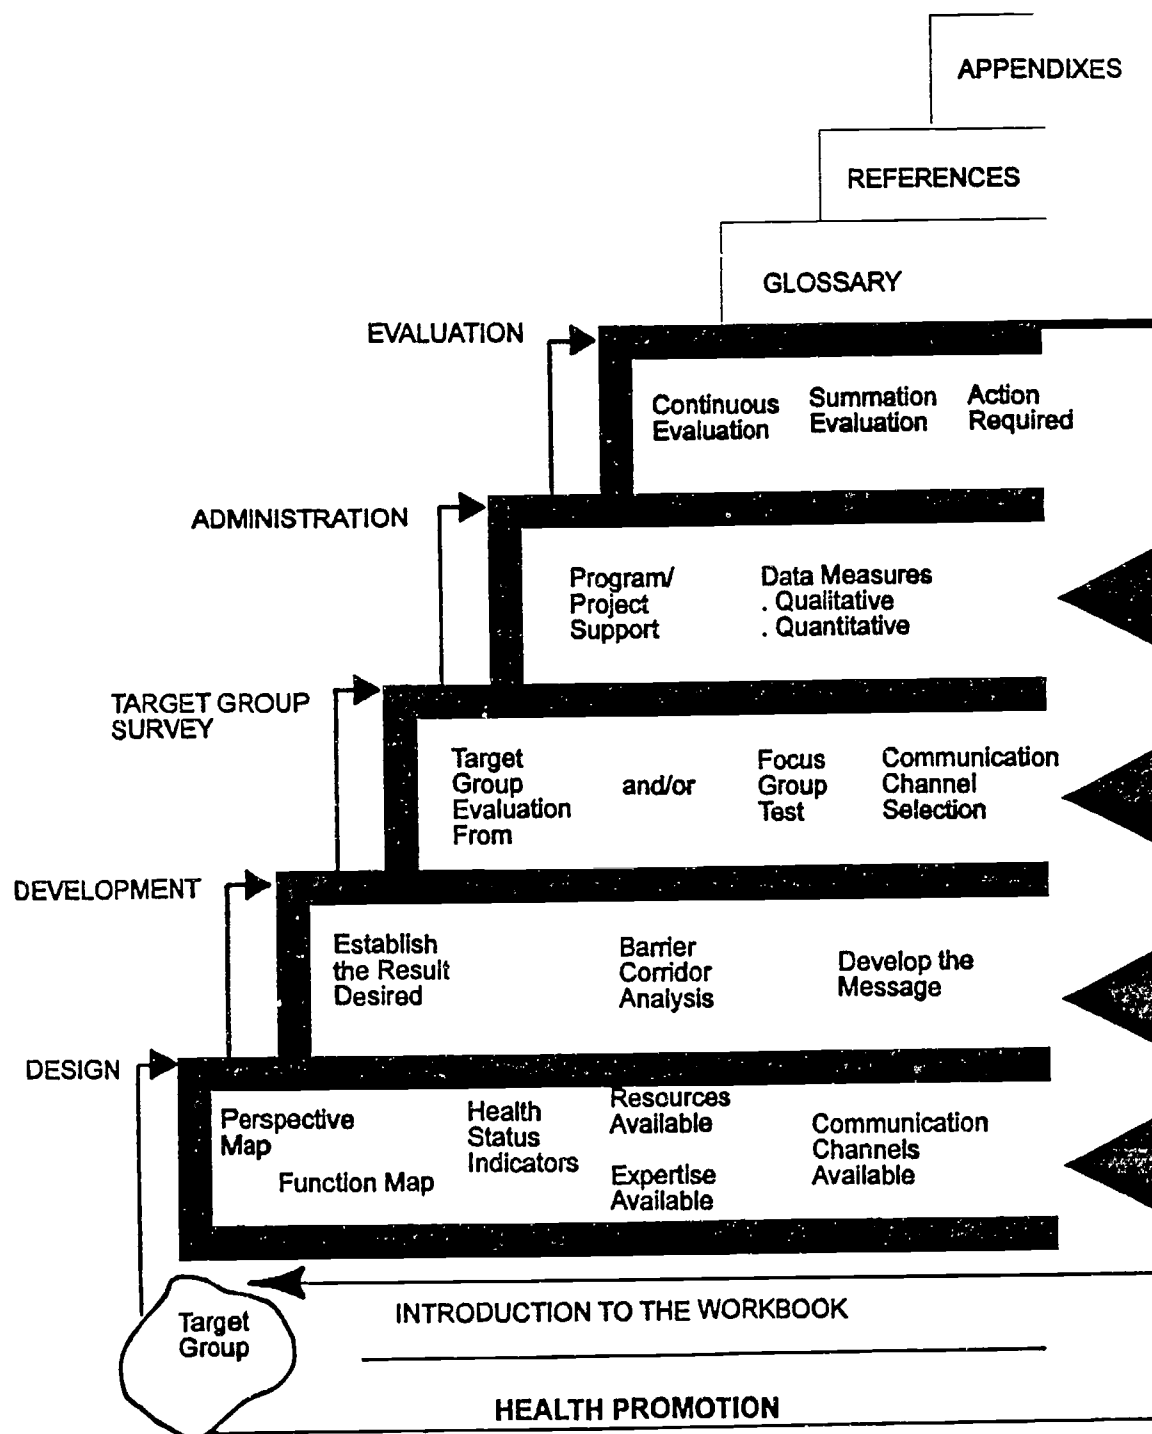 APPENDIXES
REFERENCES
GLOSSARY
EVALUATION
Continuous
Evaluation
Summation
Evaluation
Action
Required
ADMINISTRATION
Program/
Project
Support
Data Measures
. Qualitative
. Quantitative
TARGET GROUP
SURVEY
Target
Group
Evaluation
From
and/or
Focus
Group
Test
Communication
Channel
Selection
DEVELOPMENT
Establish
the Result
Desired
Barrier
Corridor
Analysis
Develop the
Message
DESIGN
Perspective
Map
Function Map
Health
Status
Indicators
Resources
Available
Expertise
Available
Communication
Channels
Available
Target
Group
INTRODUCTION TO THE WORKBOOK
HEALTH PROMOTION